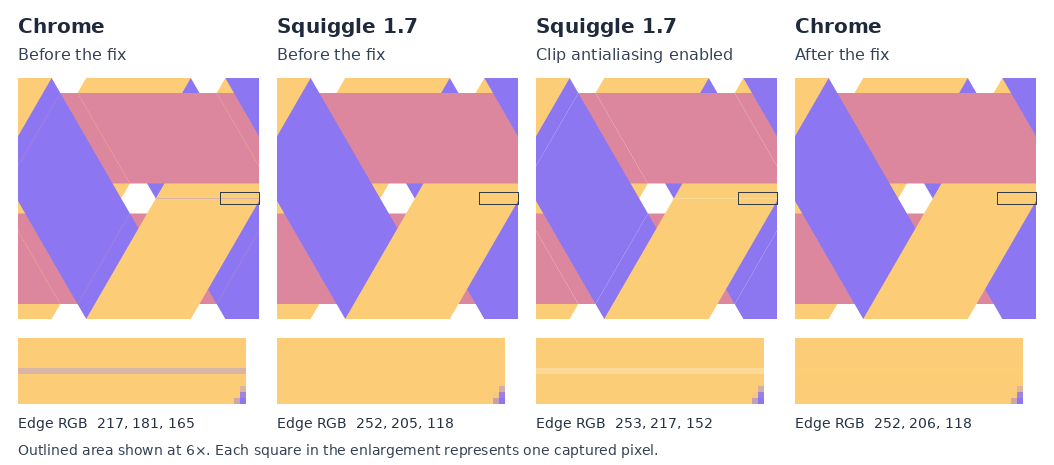 Chrome
Before the fix
Squiggle 1.7
Before the fix
Squiggle 1.7
Clip antialiasing enabled
Chrome
After the fix
Edge RGB 217, 181, 165
Edge RGB 252, 205, 118
Edge RGB 253, 217, 152
Edge RGB 252, 206, 118
Outlined area shown at 6×. Each square in the enlargement represents one captured pixel.